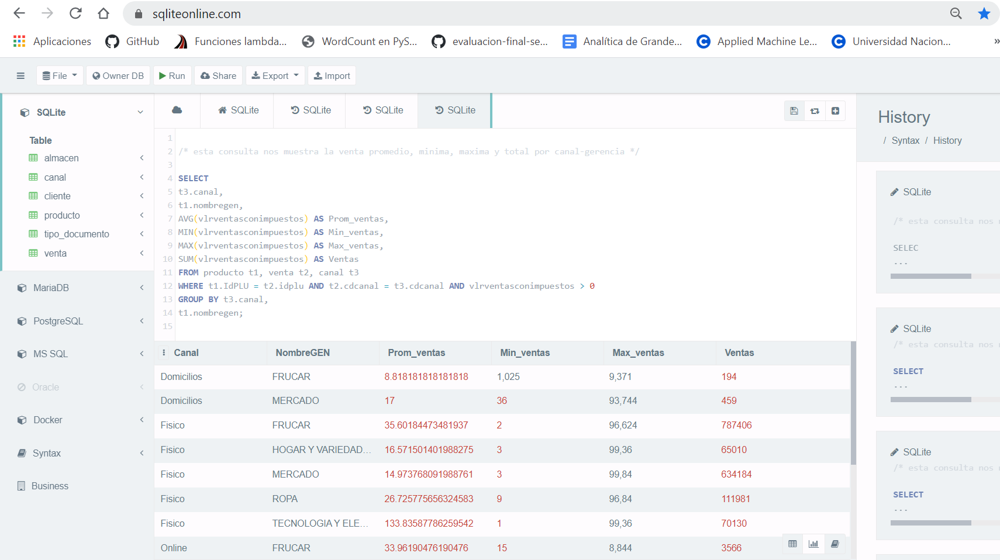 sqliteonline.com
Aplicaciones GitHub Funciones lambda... WordCount en PyS... evaluacion-final-se... Analítica de Grande... Applied Machine Le... Universidad Nacion... »
File Owner DB Run Share Export Import
SQLite
Table
almacen
canal
cliente
producto
tipo_documento
venta
MariaDB
PostgreSQL
MS SQL
Oracle
Docker
Syntax
Business
SQLite SQLite SQLite SQLite
1
2 /* esta consulta nos muestra la venta promedio, minima, maxima y total por canal-gerencia */
3
4 SELECT
5 t3.canal,
6 t1.nombregen,
7 AVG(vlrventasconimpuestos) AS Prom_ventas,
8 MIN(vlrventasconimpuestos) AS Min_ventas,
9 MAX(vlrventasconimpuestos) AS Max_ventas,
10 SUM(vlrventasconimpuestos) AS Ventas
11 FROM producto t1, venta t2, canal t3
12 WHERE t1.IdPLU = t2.idplu AND t2.cdcanal = t3.cdcanal AND vlrventasconimpuestos > 0
13 GROUP BY t3.canal,
14 t1.nombregen;
15
Canal NombreGEN Prom_ventas Min_ventas Max_ventas Ventas
Domicilios FRUCAR 8.818181818181818 1,025 9,371 194
Domicilios MERCADO 17 36 93,744 459
Fisico FRUCAR 35.60184473481937 2 96,624 787406
Fisico HOGAR Y VARIEDAD... 16.571501401988275 3 99,36 65010
Fisico MERCADO 14.973768091988761 3 99,84 634184
Fisico ROPA 26.725775656324583 9 96,84 111981
Fisico TECNOLOGIA Y ELE... 133.83587786259542 1 99,36 70130
Online FRUCAR 33.96190476190476 15 8,844 3566
History
/ Syntax / History
SQLite
/* esta consulta nos
SELEC
...
SQLite
/* esta consulta nos
SELECT
...
SQLite
/* esta consulta nos
SELECT
...